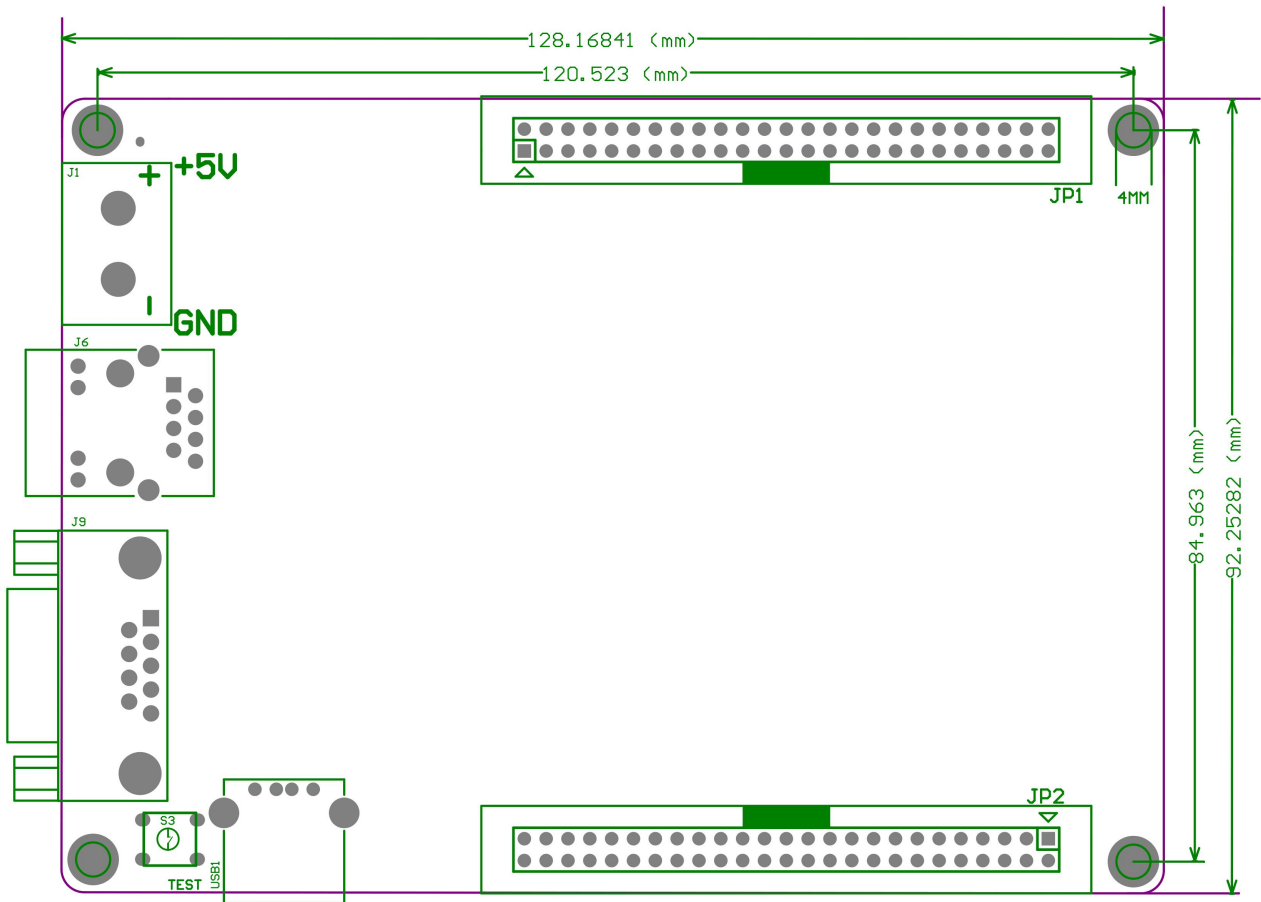 128.16841 (mm)
120.523 (mm)
J1
+ +5V
JP1
4MM
- GND
J6
84.963 (mm)
92.25282 (mm)
J9
JP2
S3
USB1
TEST